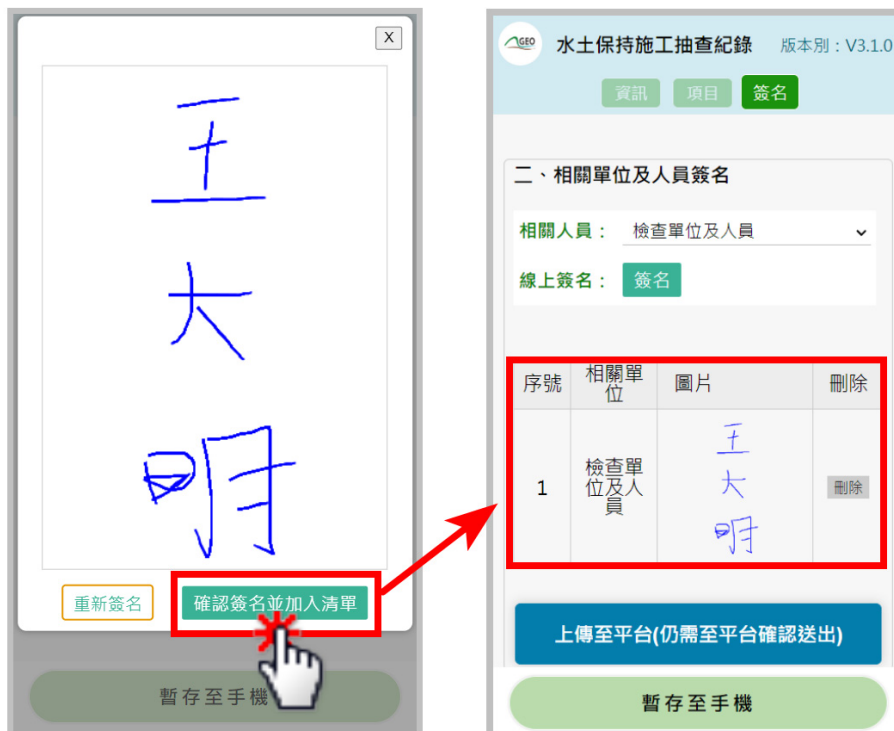 X
王
大
明
重新簽名
確認簽名並加入清單
暫存至手機
GEO
水土保持施工抽查紀錄 版本別：V3.1.0
資訊 項目 簽名
二、相關單位及人員簽名
相關人員： 檢查單位及人員
線上簽名： 簽名
序號 相關單位 圖片 刪除
1 檢查單位及人員 王大明 刪除
上傳至平台(仍需至平台確認送出)
暫存至手機